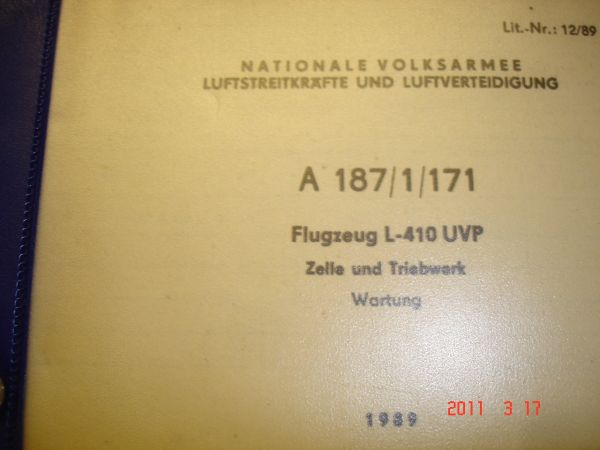 Lit.-Nr.: 12/89
NATIONALE VOLKSARMEE
LUFTSTREITKRÄFTE UND LUFTVERTEIDIGUNG
A 187/1/171
Flugzeug L-410 UVP
Zelle und Triebwerk
Wartung
1989
2011 3 17